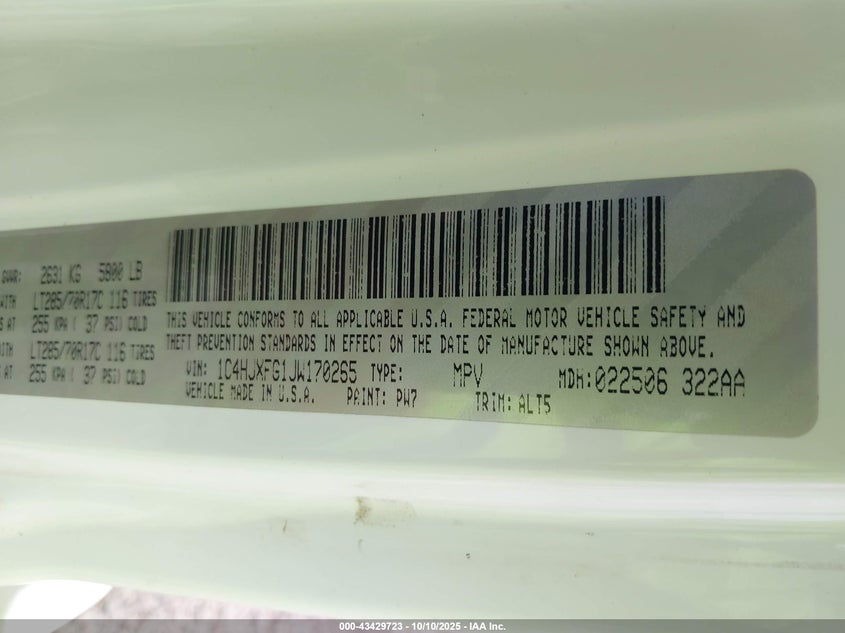 GVWR: 2631 KG 5800 LB
WITH LT285/70R17C 116 TIRES
AT 255 KPA ( 37 PSI) COLD
WITH LT285/70R17C 116 TIRES
AT 255 KPA ( 37 PSI) COLD
THIS VEHICLE CONFORMS TO ALL APPLICABLE U.S.A. FEDERAL MOTOR VEHICLE SAFETY AND
THEFT PREVENTION STANDARDS IN EFFECT ON THE DATE OF MANUFACTURE SHOWN ABOVE.
VIN: 1C4HJXFG1JW170265 TYPE: MPV MDH:022506 322AA
VEHICLE MADE IN U.S.A. PAINT: PW7 TRIM: ALT5
000-43429723 - 10/10/2025 - IAA Inc.